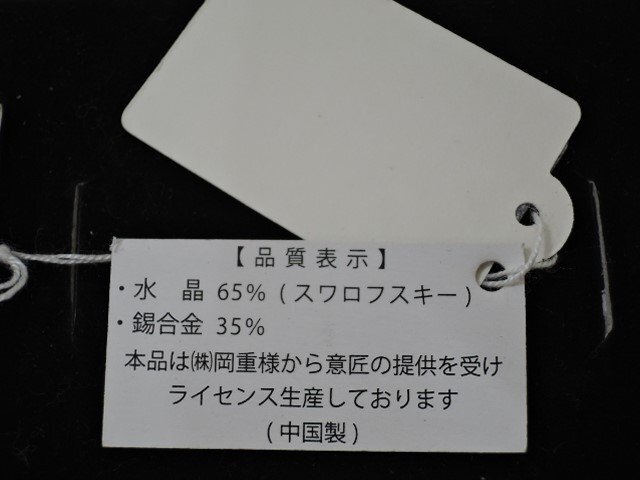 【品質表示】
・水　晶 65% (スワロフスキー)
・錫合金 35%
本品は㈱岡重様から意匠の提供を受け
ライセンス生産しております
(中国製)